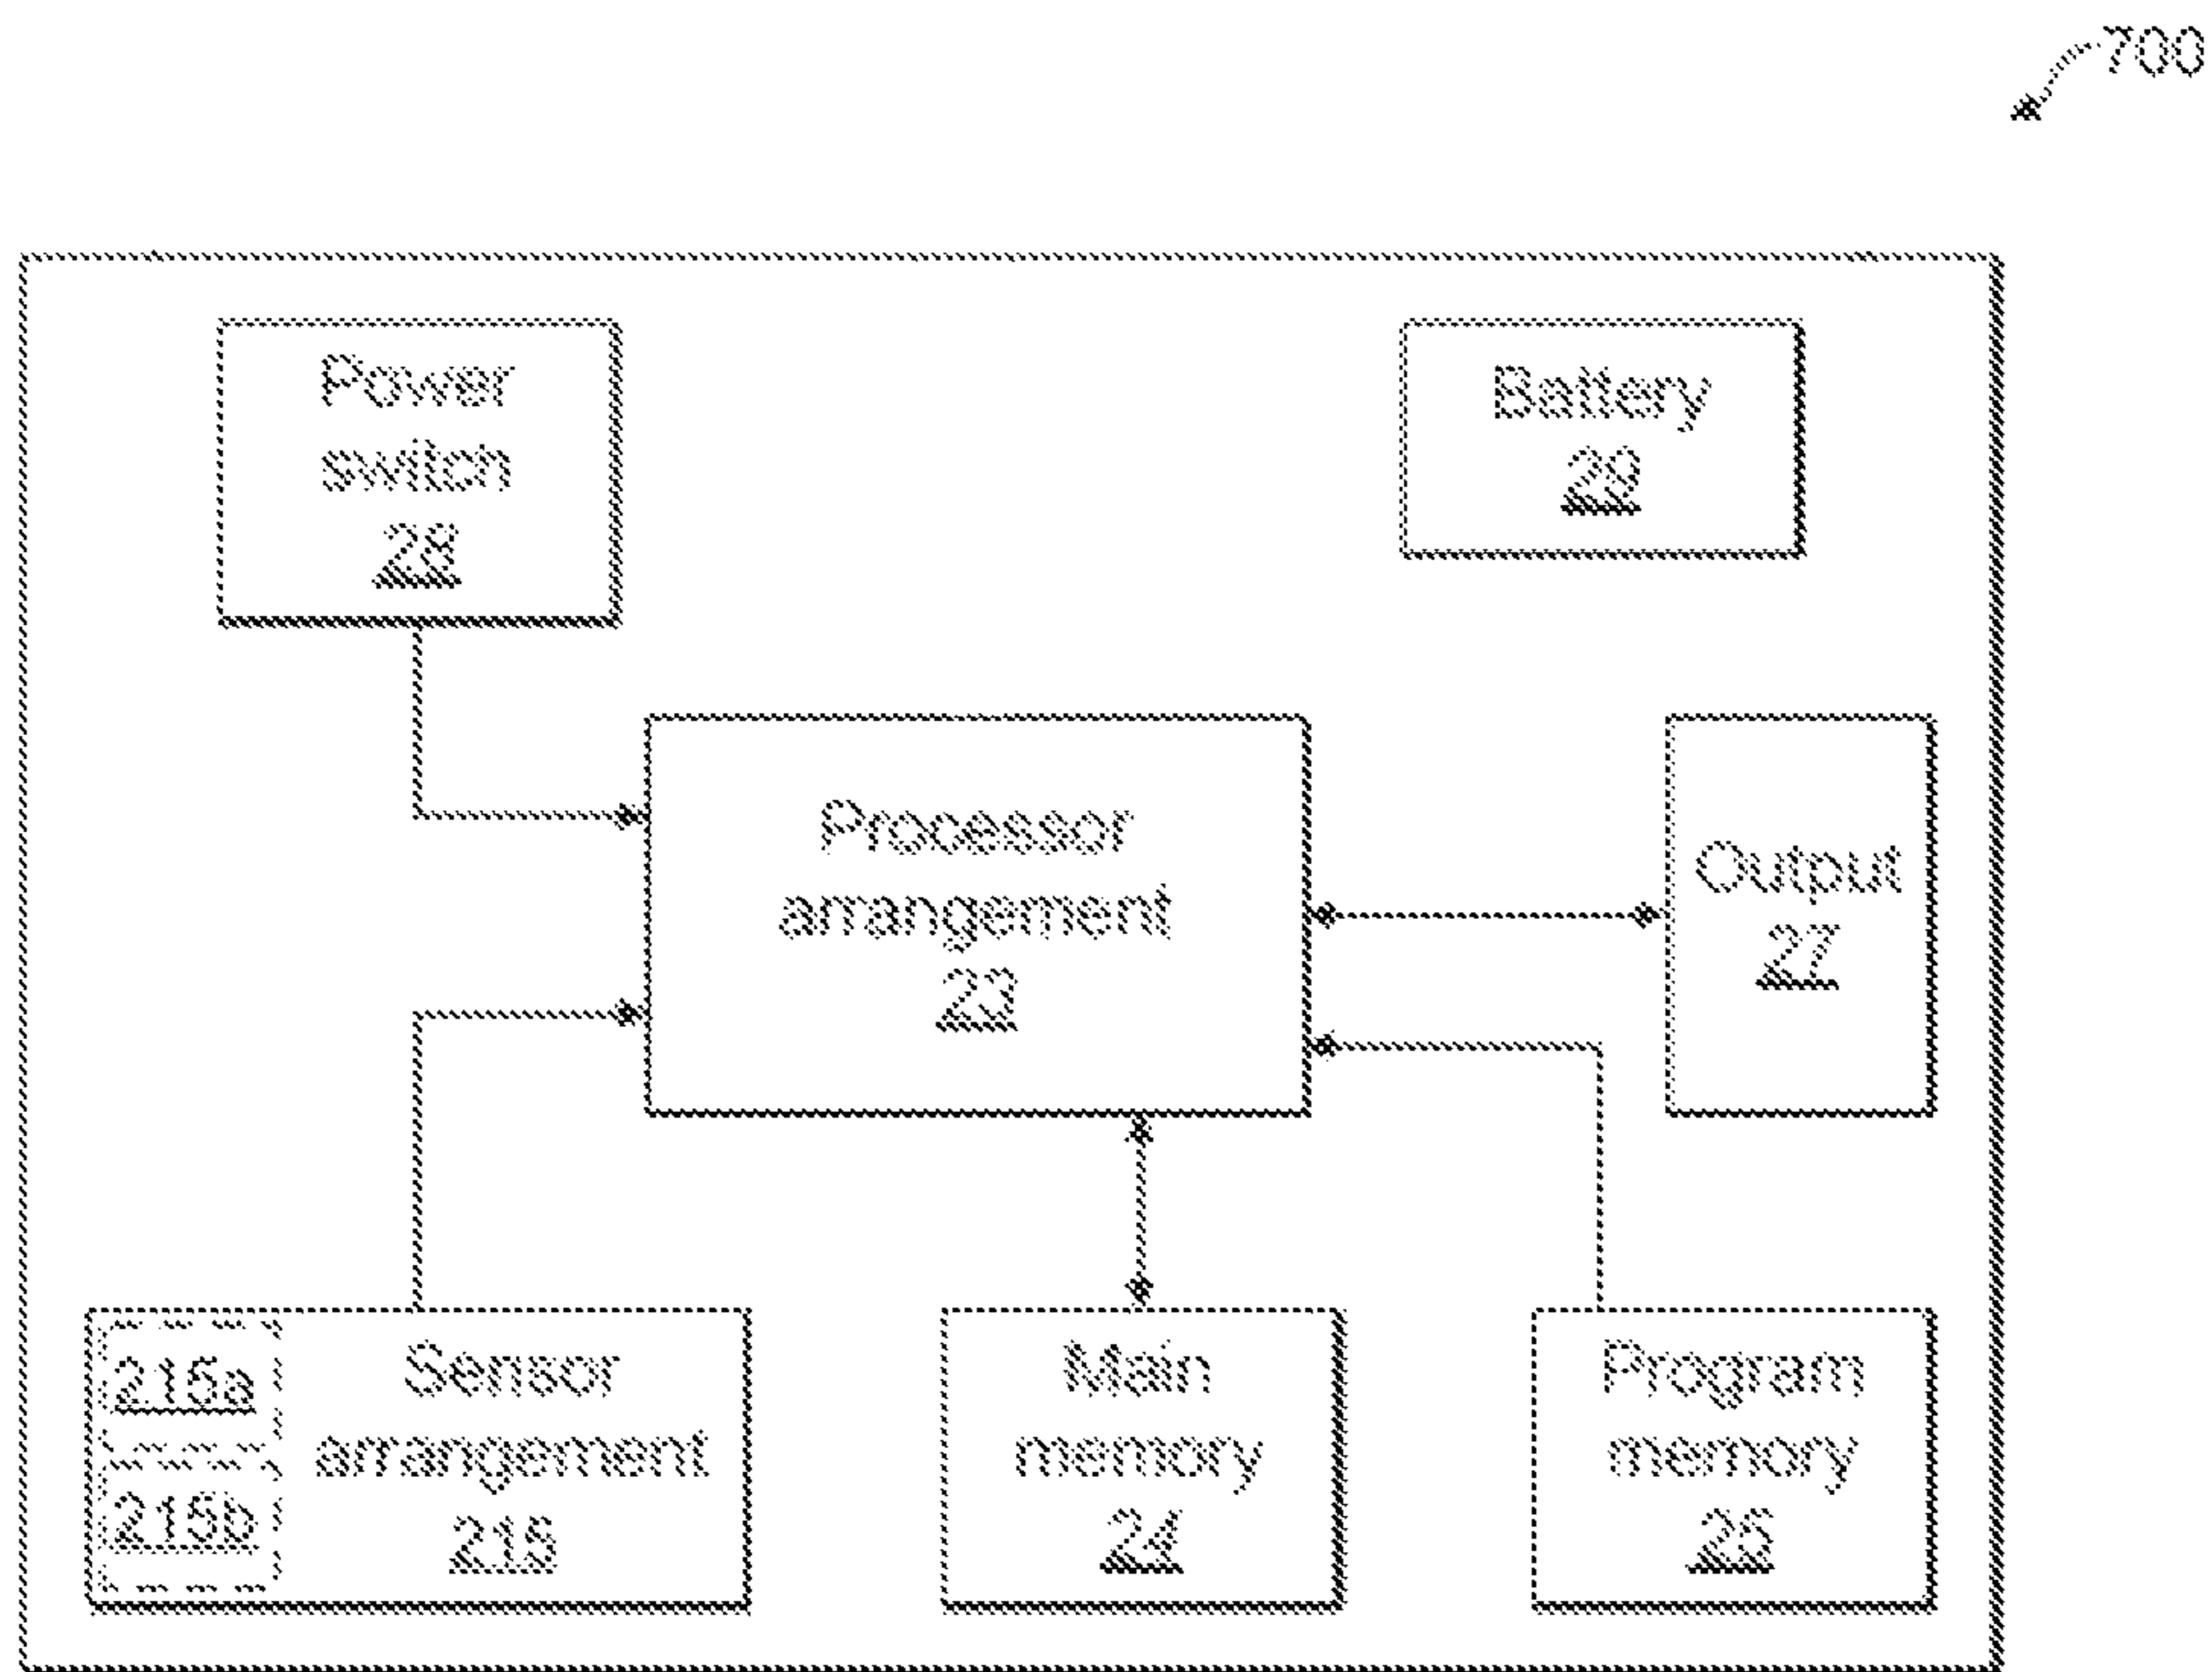 700
Power
switch
28
Battery
29
Processor
arrangement
23
Output
27
215a
215b
Sensor
arrangement
215
Main
memory
24
Program
memory
25